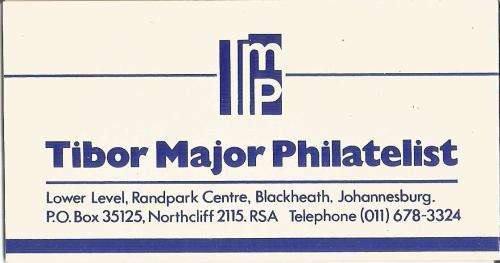 mp
Tibor Major Philatelist
Lower Level, Randpark Centre, Blackheath, Johannesburg.
P.O. Box 35125, Northcliff 2115. RSA Telephone (011) 678-3324